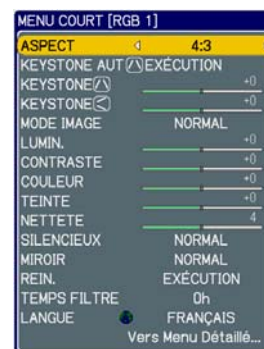 MENU COURT [RGB 1]
ASPECT 4:3
KEYSTONE AUT EXÉCUTION
KEYSTONE +0
KEYSTONE +0
MODE IMAGE NORMAL
LUMIN. +0
CONTRASTE +0
COULEUR +0
TEINTE +0
NETTETE 4
SILENCIEUX NORMAL
MIROIR NORMAL
REIN. EXÉCUTION
TEMPS FILTRE 0h
LANGUE FRANÇAIS
Vers Menu Détaillé...